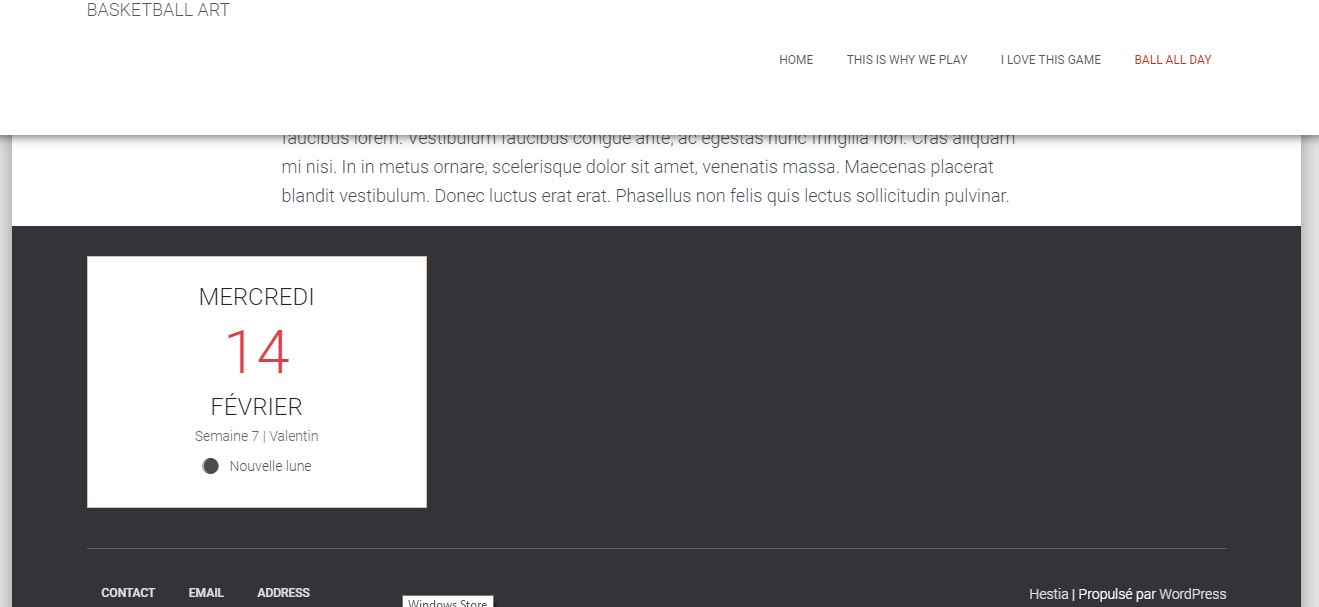 BASKETBALL ART
HOME THIS IS WHY WE PLAY I LOVE THIS GAME BALL ALL DAY
faucibus lorem. Vestibulum faucibus congue ante, ac egestas nunc fringilla non. Cras aliquam
mi nisi. In in metus ornare, scelerisque dolor sit amet, venenatis massa. Maecenas placerat
blandit vestibulum. Donec luctus erat erat. Phasellus non felis quis lectus sollicitudin pulvinar.
MERCREDI
14
FÉVRIER
Semaine 7 | Valentin
Nouvelle lune
CONTACT EMAIL ADDRESS
Hestia | Propulsé par WordPress
Windows Store